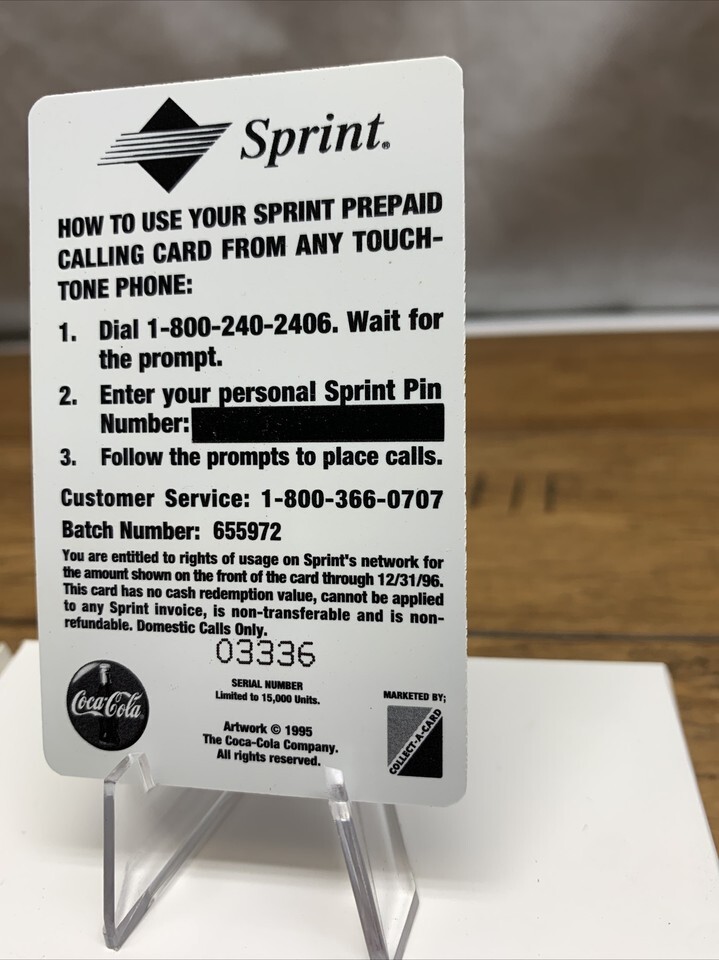 Sprint®
HOW TO USE YOUR SPRINT PREPAID
CALLING CARD FROM ANY TOUCH-
TONE PHONE:
1. Dial 1-800-240-2406. Wait for
the prompt.
2. Enter your personal Sprint Pin
Number:
3. Follow the prompts to place calls.
Customer Service: 1-800-366-0707
Batch Number: 655972
You are entitled to rights of usage on Sprint's network for
the amount shown on the front of the card through 12/31/96.
This card has no cash redemption value, cannot be applied
to any Sprint invoice, is non-transferable and is non-
refundable. Domestic Calls Only.
03336
SERIAL NUMBER
Limited to 15,000 Units.
Coca-Cola
Artwork © 1995
The Coca-Cola Company.
All rights reserved.
MARKETED BY;
COLLECT-A-CARD